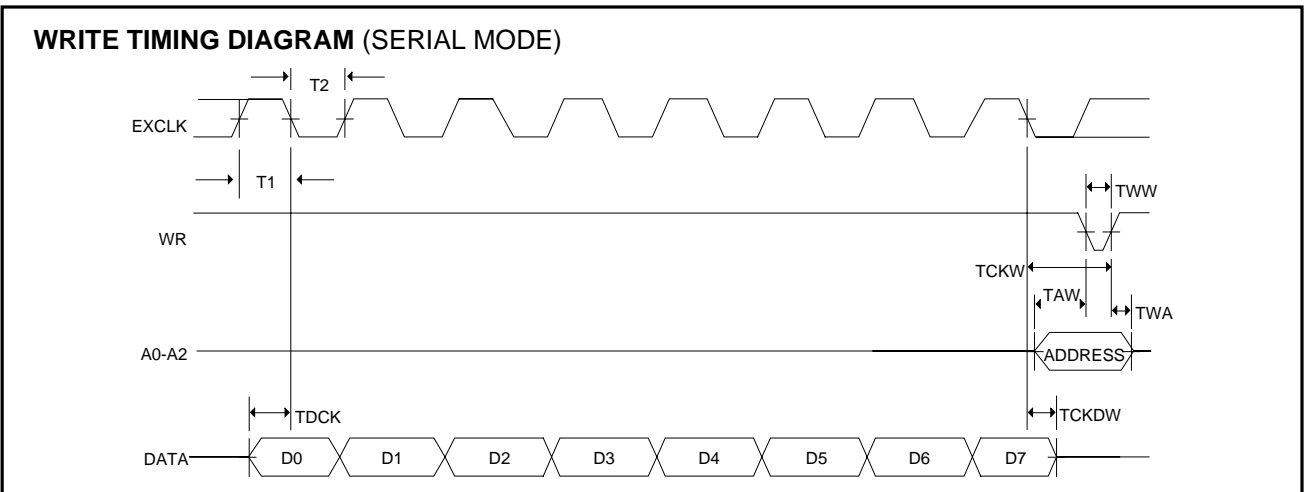 WRITE TIMING DIAGRAM (SERIAL MODE)
T2
EXCLK
T1
TWW
WR
TCKW
TAW
TWA
A0-A2
ADDRESS
TDCK
TCKDW
DATA D0 D1 D2 D3 D4 D5 D6 D7